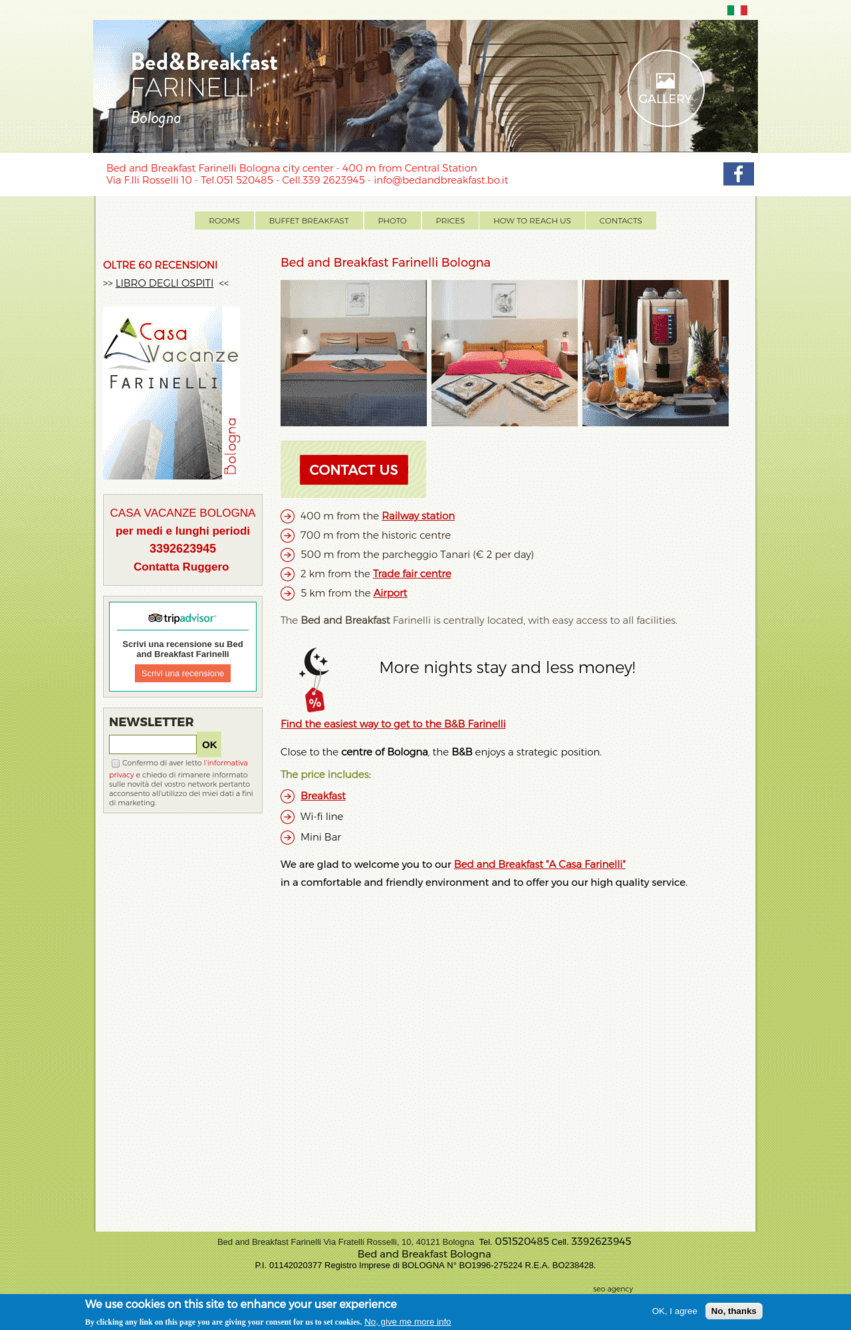 Bed&Breakfast
FARINELLI
Bologna
GALLERY
Bed and Breakfast Farinelli Bologna city center - 400 m from Central Station
Via F.lli Rosselli 10 - Tel.051 520485 - Cell.339 2623945 - info@bedandbreakfast.bo.it
f
ROOMS BUFFET BREAKFAST PHOTO PRICES HOW TO REACH US CONTACTS
OLTRE 60 RECENSIONI
>> LIBRO DEGLI OSPITI <<
Casa
Vacanze
FARINELLI
Bologna
CASA VACANZE BOLOGNA
per medi e lunghi periodi
3392623945
Contatta Ruggero
tripadvisor
Scrivi una recensione su Bed
and Breakfast Farinelli
Scrivi una recensione
NEWSLETTER
OK
Confermo di aver letto l'informativa
privacy e chiedo di rimanere informato
sulle novità del vostro network pertanto
acconsento all'utilizzo dei miei dati a fini
di marketing.
Bed and Breakfast Farinelli Bologna
CONTACT US
400 m from the Railway station
700 m from the historic centre
500 m from the parcheggio Tanari (€ 2 per day)
2 km from the Trade fair centre
5 km from the Airport
The Bed and Breakfast Farinelli is centrally located, with easy access to all facilities.
%
More nights stay and less money!
Find the easiest way to get to the B&B Farinelli
Close to the centre of Bologna, the B&B enjoys a strategic position.
The price includes:
Breakfast
Wi-fi line
Mini Bar
We are glad to welcome you to our Bed and Breakfast "A Casa Farinelli"
in a comfortable and friendly environment and to offer you our high quality service.
Bed and Breakfast Farinelli Via Fratelli Rosselli, 10, 40121 Bologna Tel. 051520485 Cell. 3392623945
Bed and Breakfast Bologna
P.I. 01142020377 Registro Imprese di BOLOGNA N° BO1996-275224 R.E.A. BO238428.
seo agency
We use cookies on this site to enhance your user experience
By clicking any link on this page you are giving your consent for us to set cookies. No, give me more info
OK, I agree
No, thanks